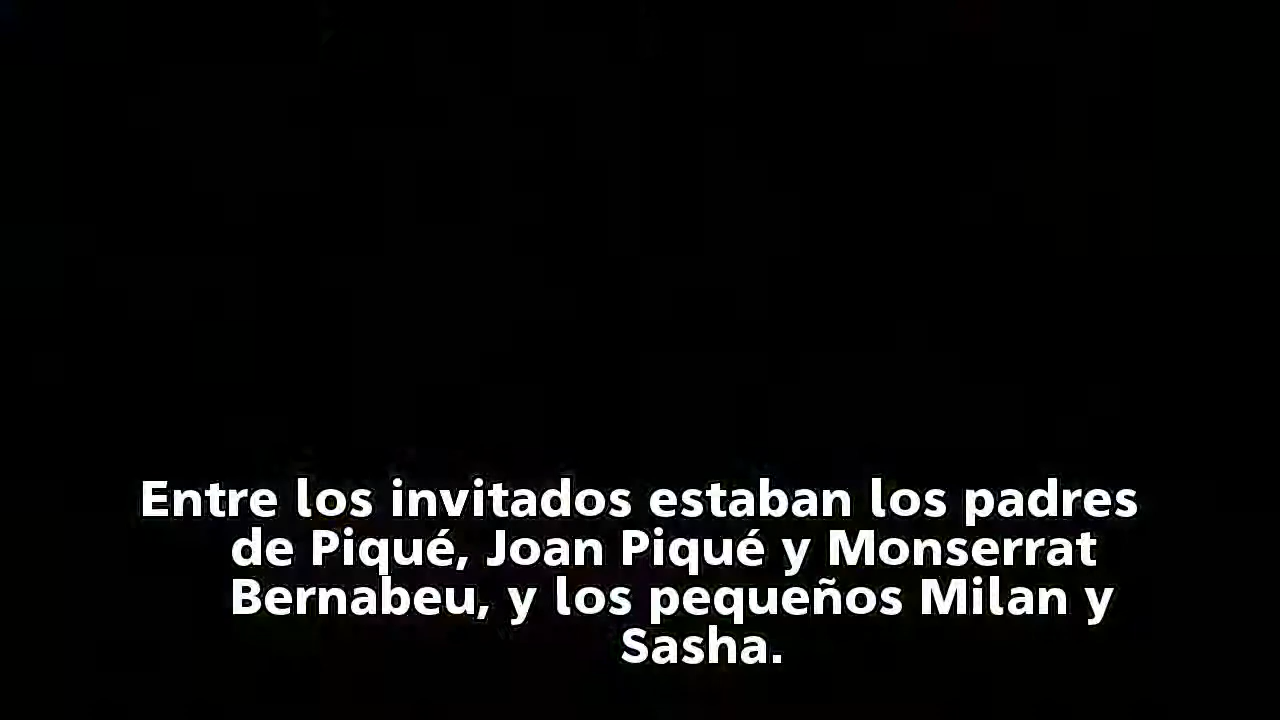 Entre los invitados estaban los padres
de Piqué, Joan Piqué y Monserrat
Bernabeu, y los pequeños Milan y
Sasha.